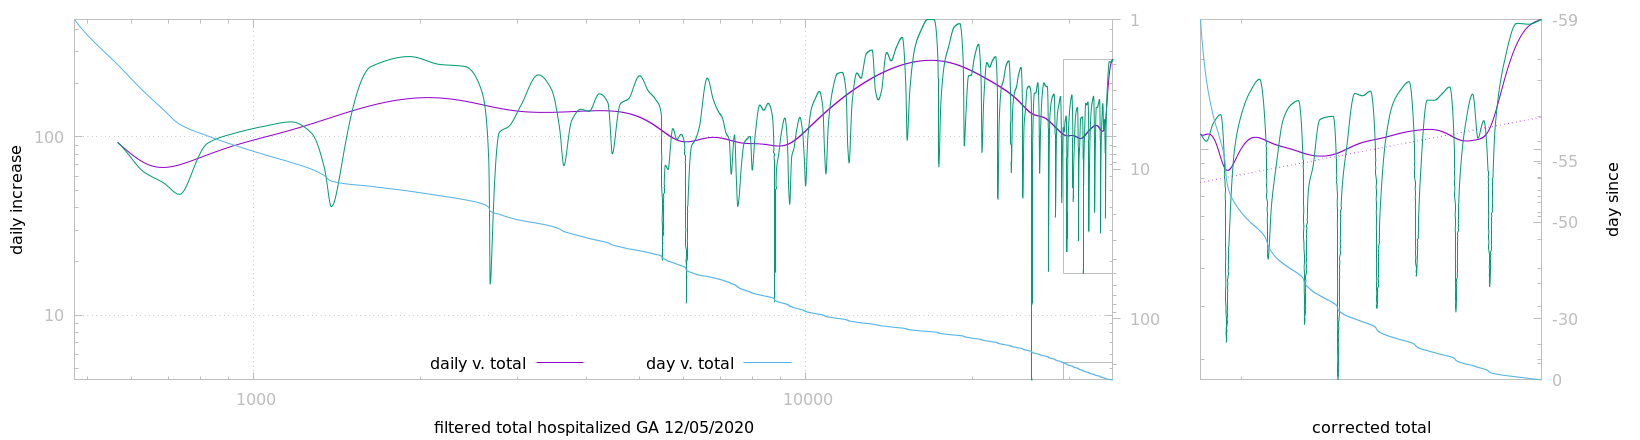 1
-59
100
-55
10
daily increase
day since
-50
10
100
-30
daily v. total
day v. total
0
1000
10000
filtered total hospitalized GA 12/05/2020
corrected total